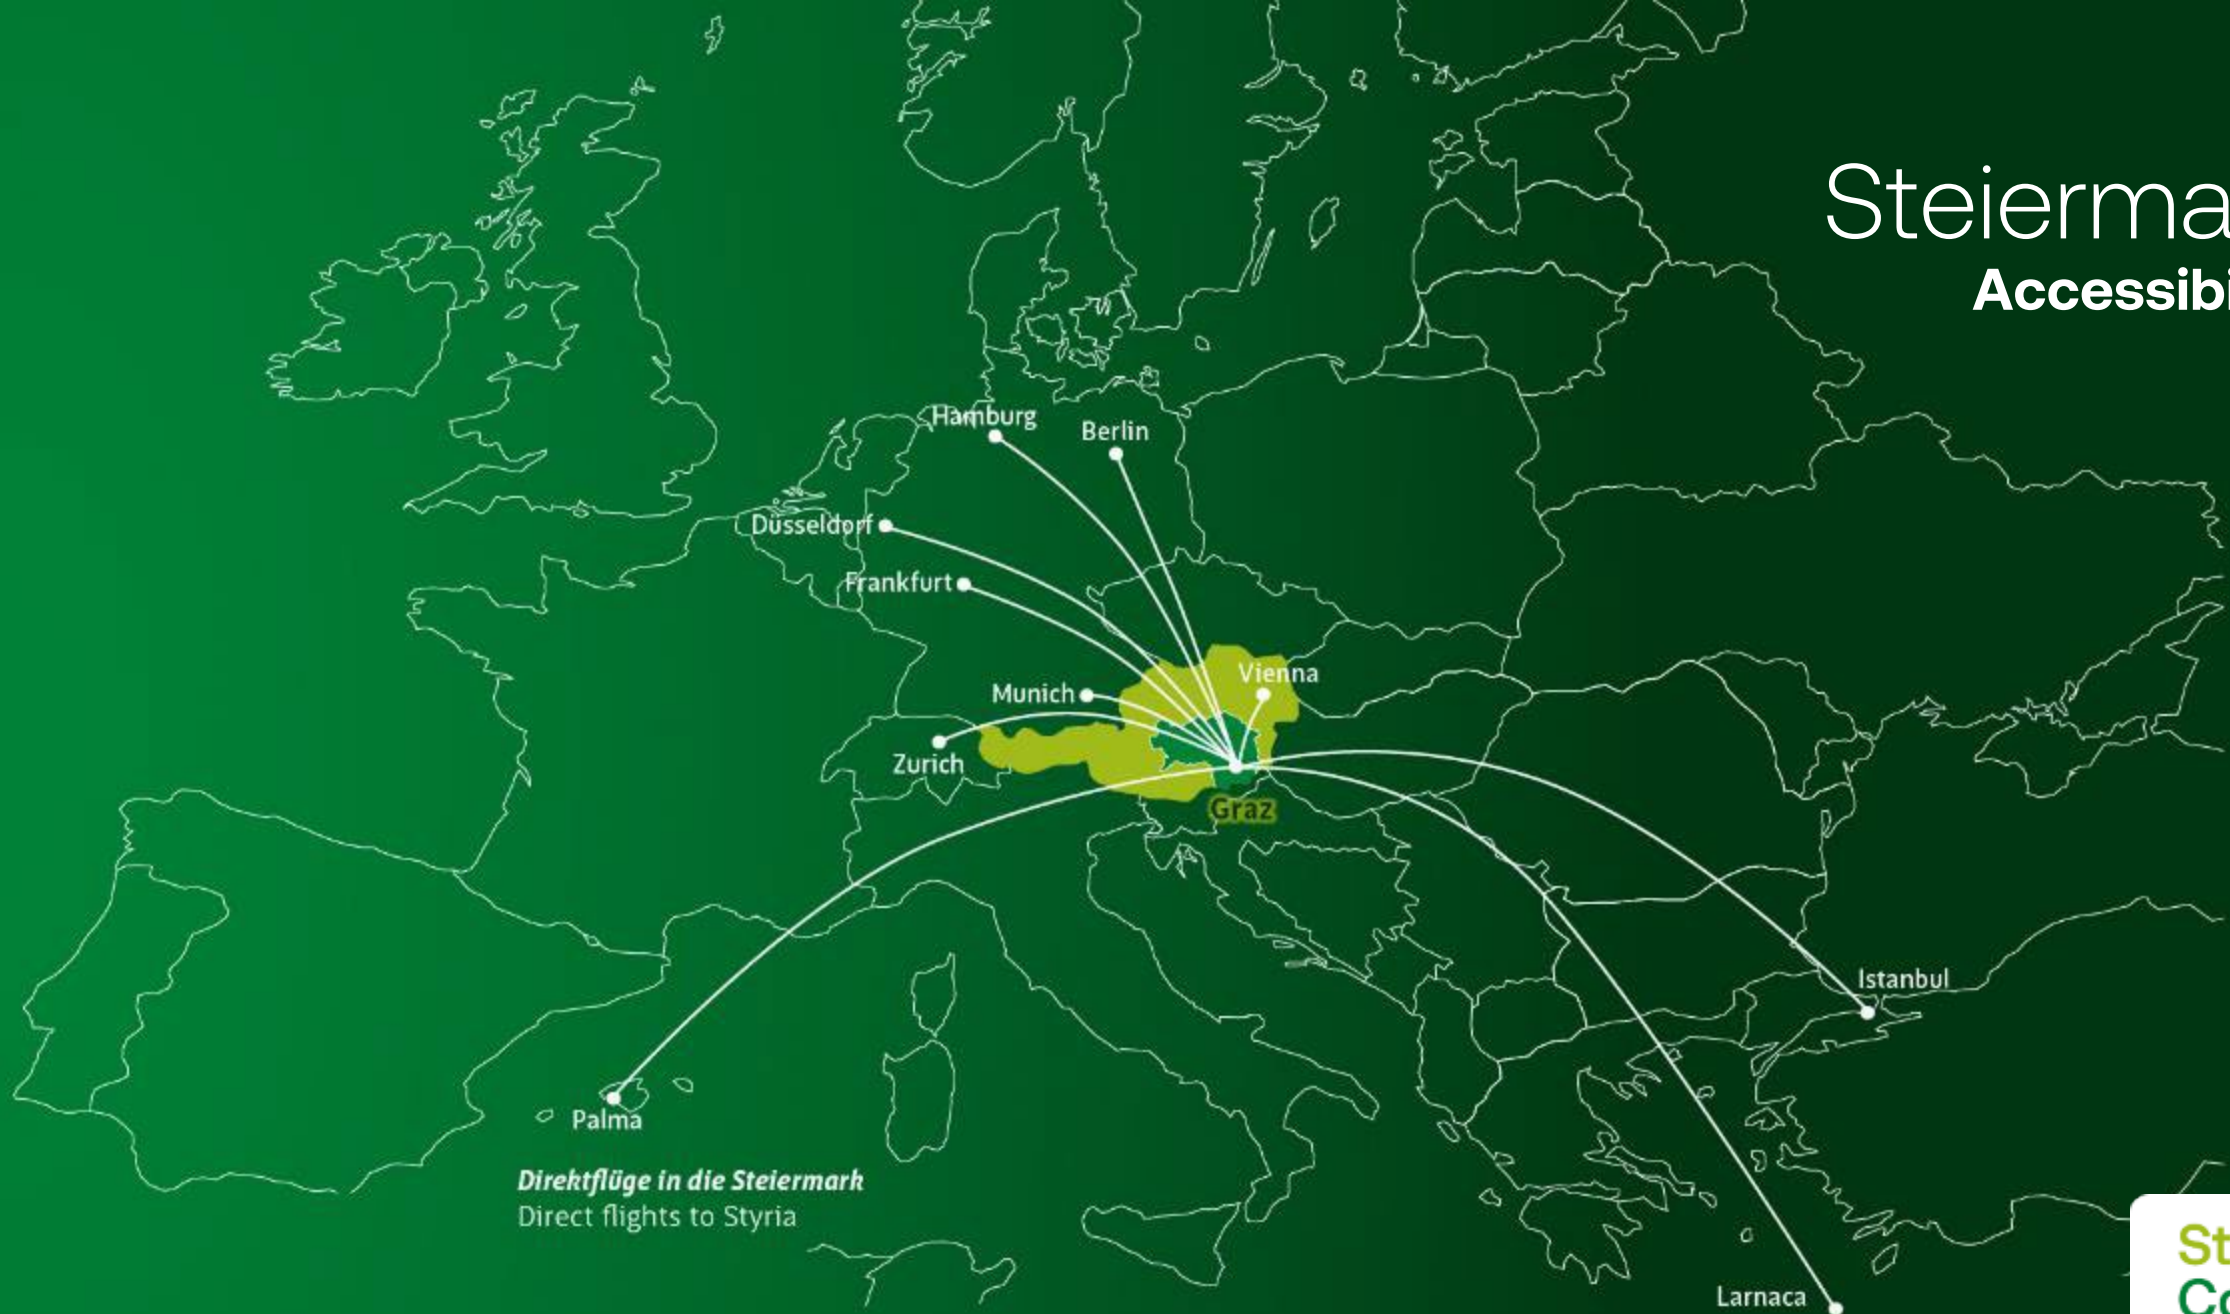 Steierma
Accessibi
Hamburg
Berlin
Düsseldorf
Frankfurt
Vienna
Munich
Zurich
Graz
Istanbul
Palma
Direktflüge in die Steiermark
Direct flights to Styria
Larnaca
St
Co